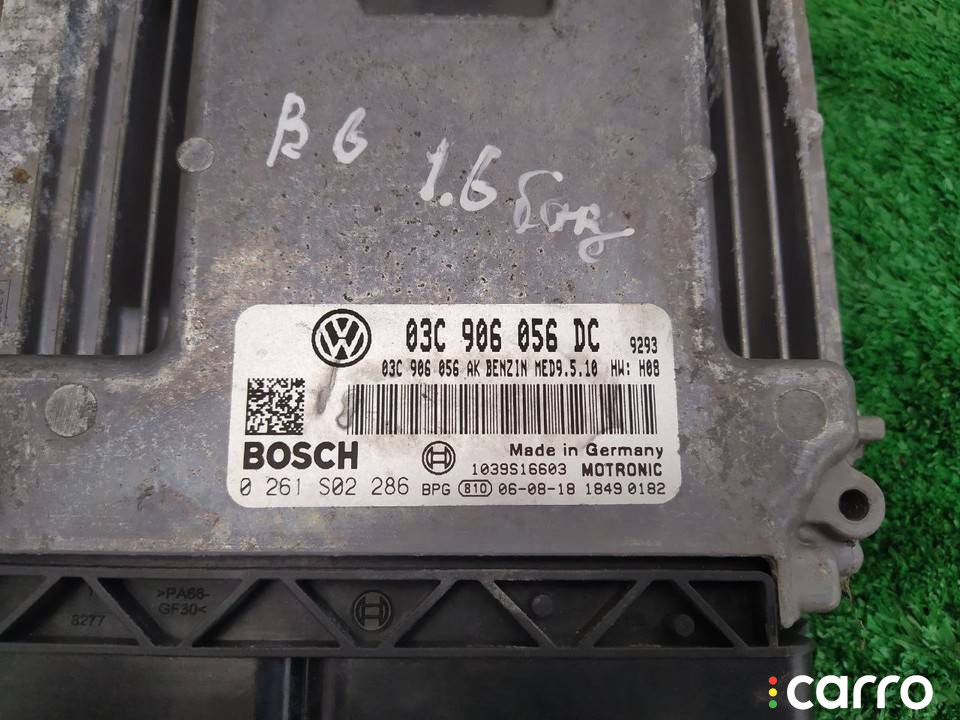 B6
1.6 баз
03C 906 056 DC 9293
03C 906 056 AK BENZIN MED9.5.10 HW: H08
BOSCH
Made in Germany
1039S16603 MOTRONIC
0 261 S02 286 BPG B10 06-08-18 1849 0182
>PA66-
GF30<
8277
carro